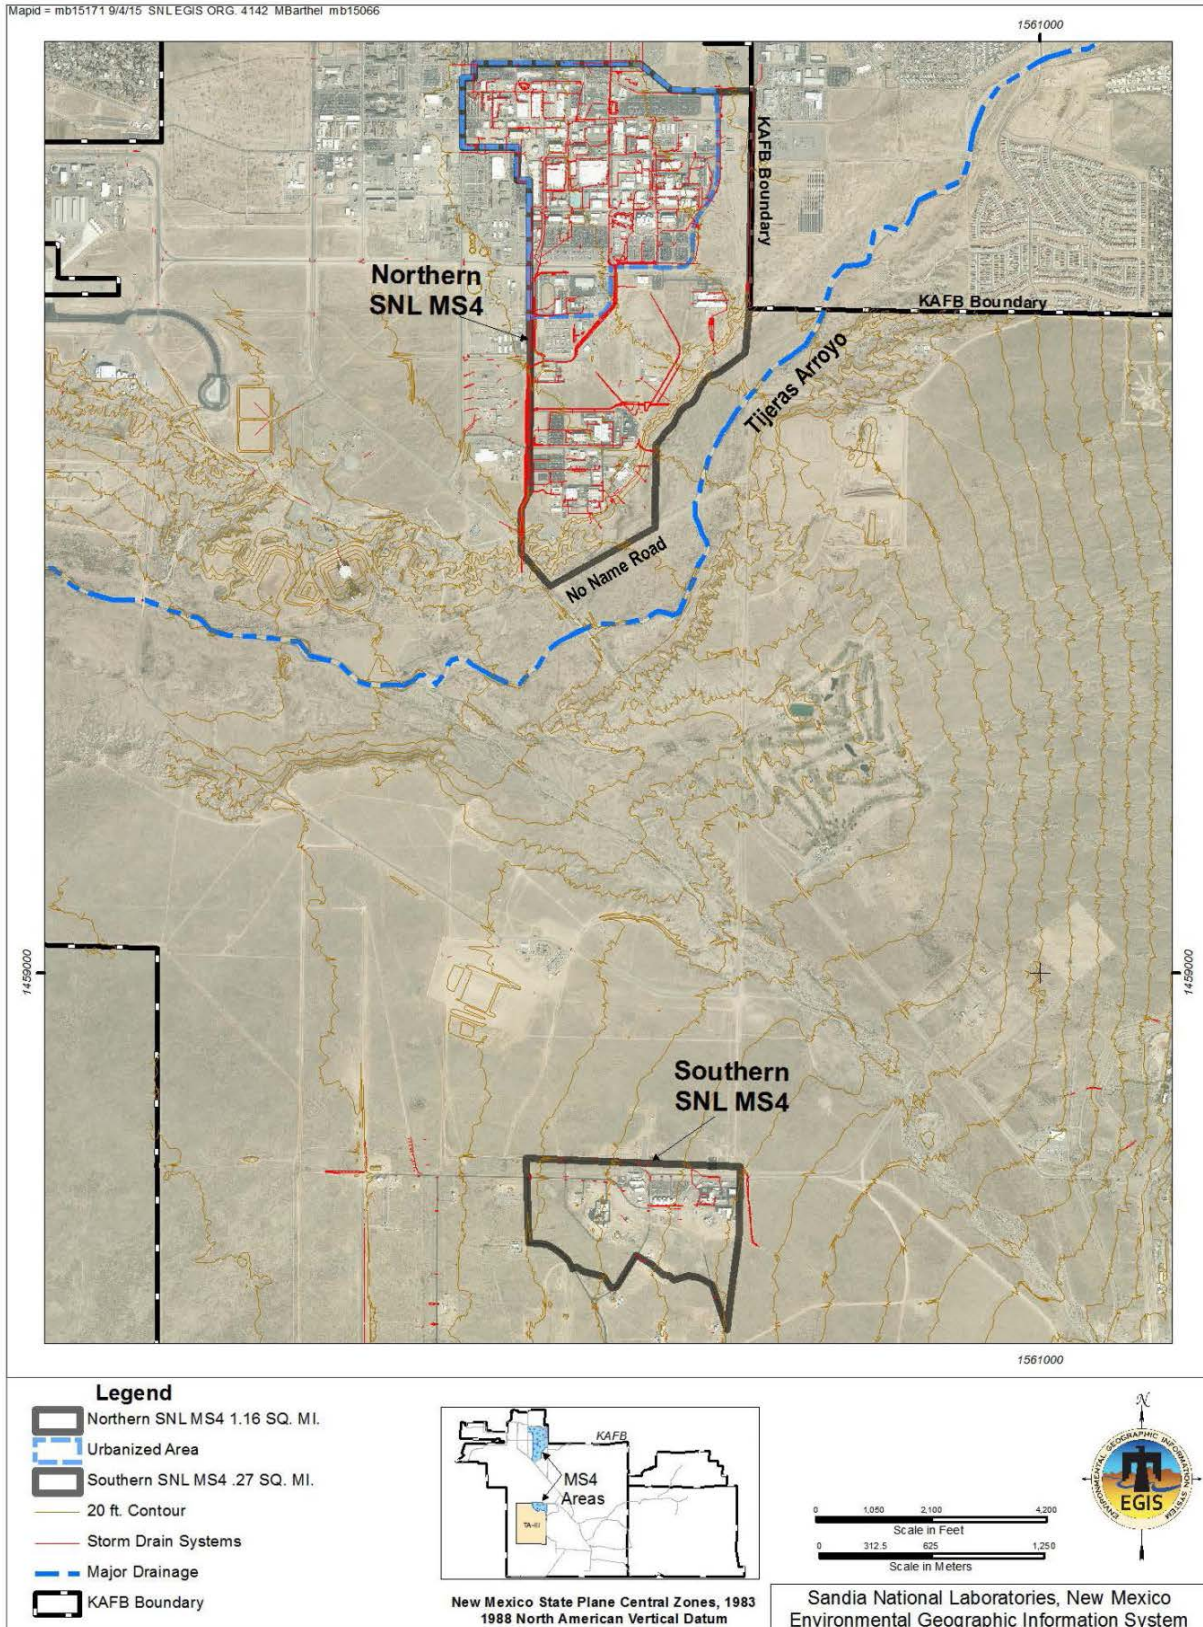 Mapid = mb15171 9/4/15 SNL EGIS ORG. 4142 MBarthel mb15066
1561000
KAFB Boundary
Northern
SNL MS4
KAFB Boundary
Tijeras Arroyo
No Name Road
1459000
1459000
Southern
SNL MS4
1561000
Legend
Northern SNL MS4 1.16 SQ. MI.
Urbanized Area
Southern SNL MS4 .27 SQ. MI.
20 ft. Contour
Storm Drain Systems
Major Drainage
KAFB Boundary
KAFB
MS4
Areas
TA-III
New Mexico State Plane Central Zones, 1983
1988 North American Vertical Datum
N
ENVIRONMENTAL GEOGRAPHIC INFORMATION SYSTEM
EGIS
0 1,050 2,100 4,200
Scale in Feet
0 312.5 625 1,250
Scale in Meters
Sandia National Laboratories, New Mexico
Environmental Geographic Information System